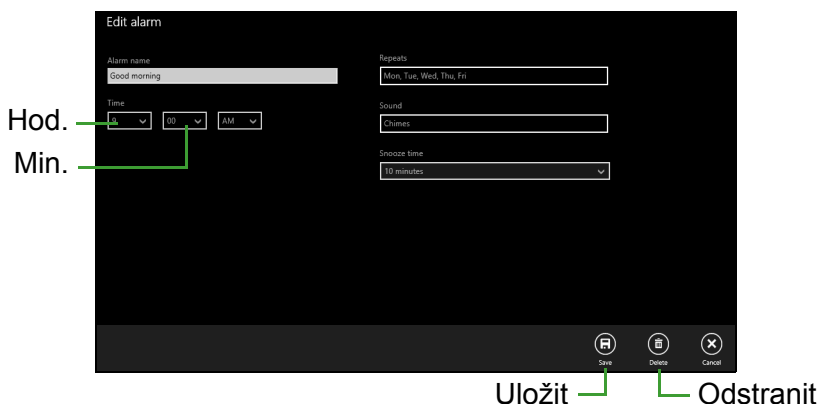 Edit alarm
Alarm name
Good morning
Time
9 00 AM
Repeats
Mon, Tue, Wed, Thu, Fri
Sound
Chimes
Snooze time
10 minutes
Hod.
Min.
Save Delete Cancel
Uložit Odstranit